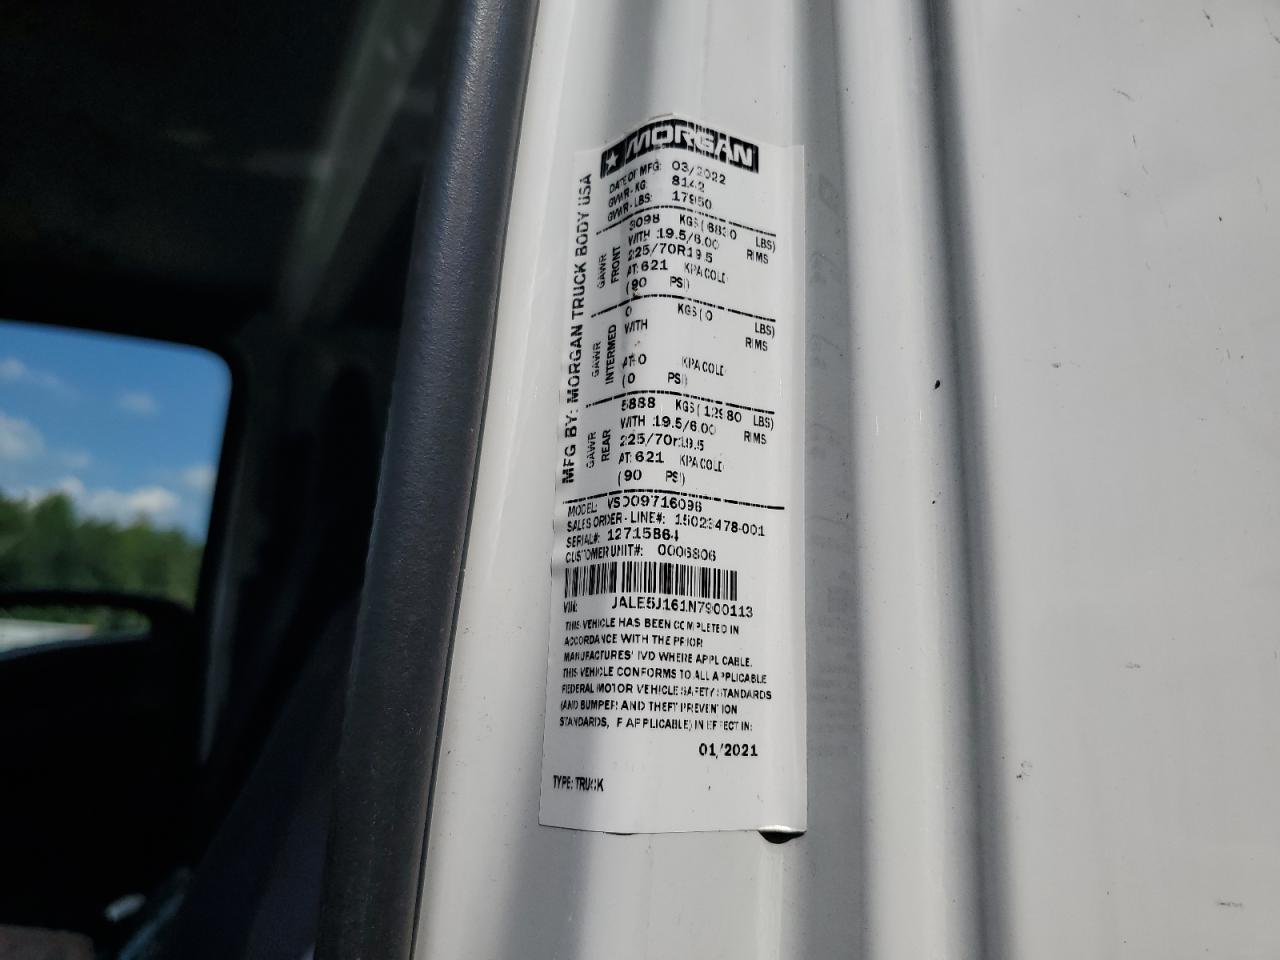 MORGAN
MFG BY: MORGAN TRUCK BODY USA
DATE OF MFG: 03/2022
GVWR - KG: 8142
GVWR - LBS: 17950
GAWR FRONT
3098 KGS ( 6830 LBS)
WITH 19.5/6.00 RIMS
225/70R19.5
AT: 621 KPA COLD
( 90 PSI)
GAWR INTERMED
0 KGS ( 0 LBS)
WITH RIMS
AT: 0 KPA COLD
( 0 PSI)
GAWR REAR
5888 KGS ( 12980 LBS)
WITH 19.5/6.00 RIMS
225/70r19.5
AT: 621 KPA COLD
( 90 PSI)
MODEL: VSD09716096
SALES ORDER - LINE#: 15023478-001
SERIAL#: 12715864
CUSTOMER UNIT#: 0006806
VIN: JALE5J161N7900113
THIS VEHICLE HAS BEEN COMPLETED IN
ACCORDANCE WITH THE PRIOR
MANUFACTURES' IVD WHERE APPLICABLE.
THIS VEHICLE CONFORMS TO ALL APPLICABLE
FEDERAL MOTOR VEHICLE SAFETY STANDARDS
(AND BUMPER AND THEFT PREVENTION
STANDARDS, IF APPLICABLE) IN EFFECT IN:
01/2021
TYPE: TRUCK